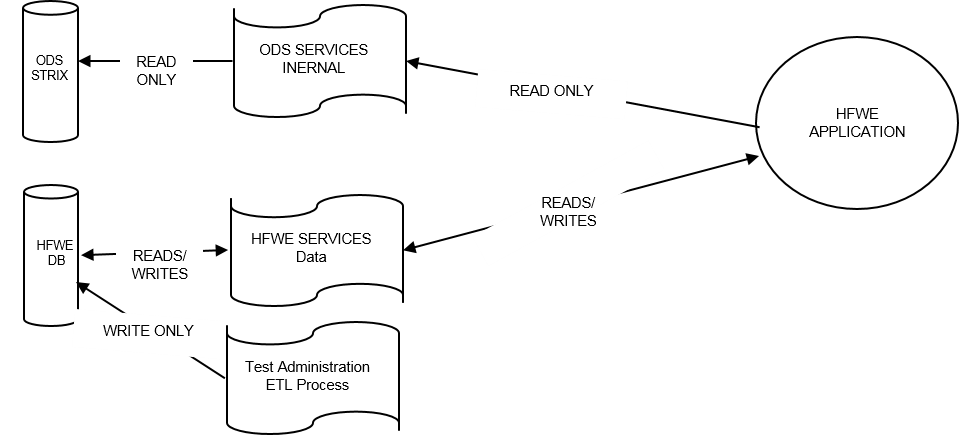 ODS
STRIX
READ
ONLY
ODS SERVICES
INERNAL
READ ONLY
HFWE
APPLICATION
HFWE
DB
READS/
WRITES
HFWE SERVICES
Data
READS/
WRITES
WRITE ONLY
Test Administration
ETL Process